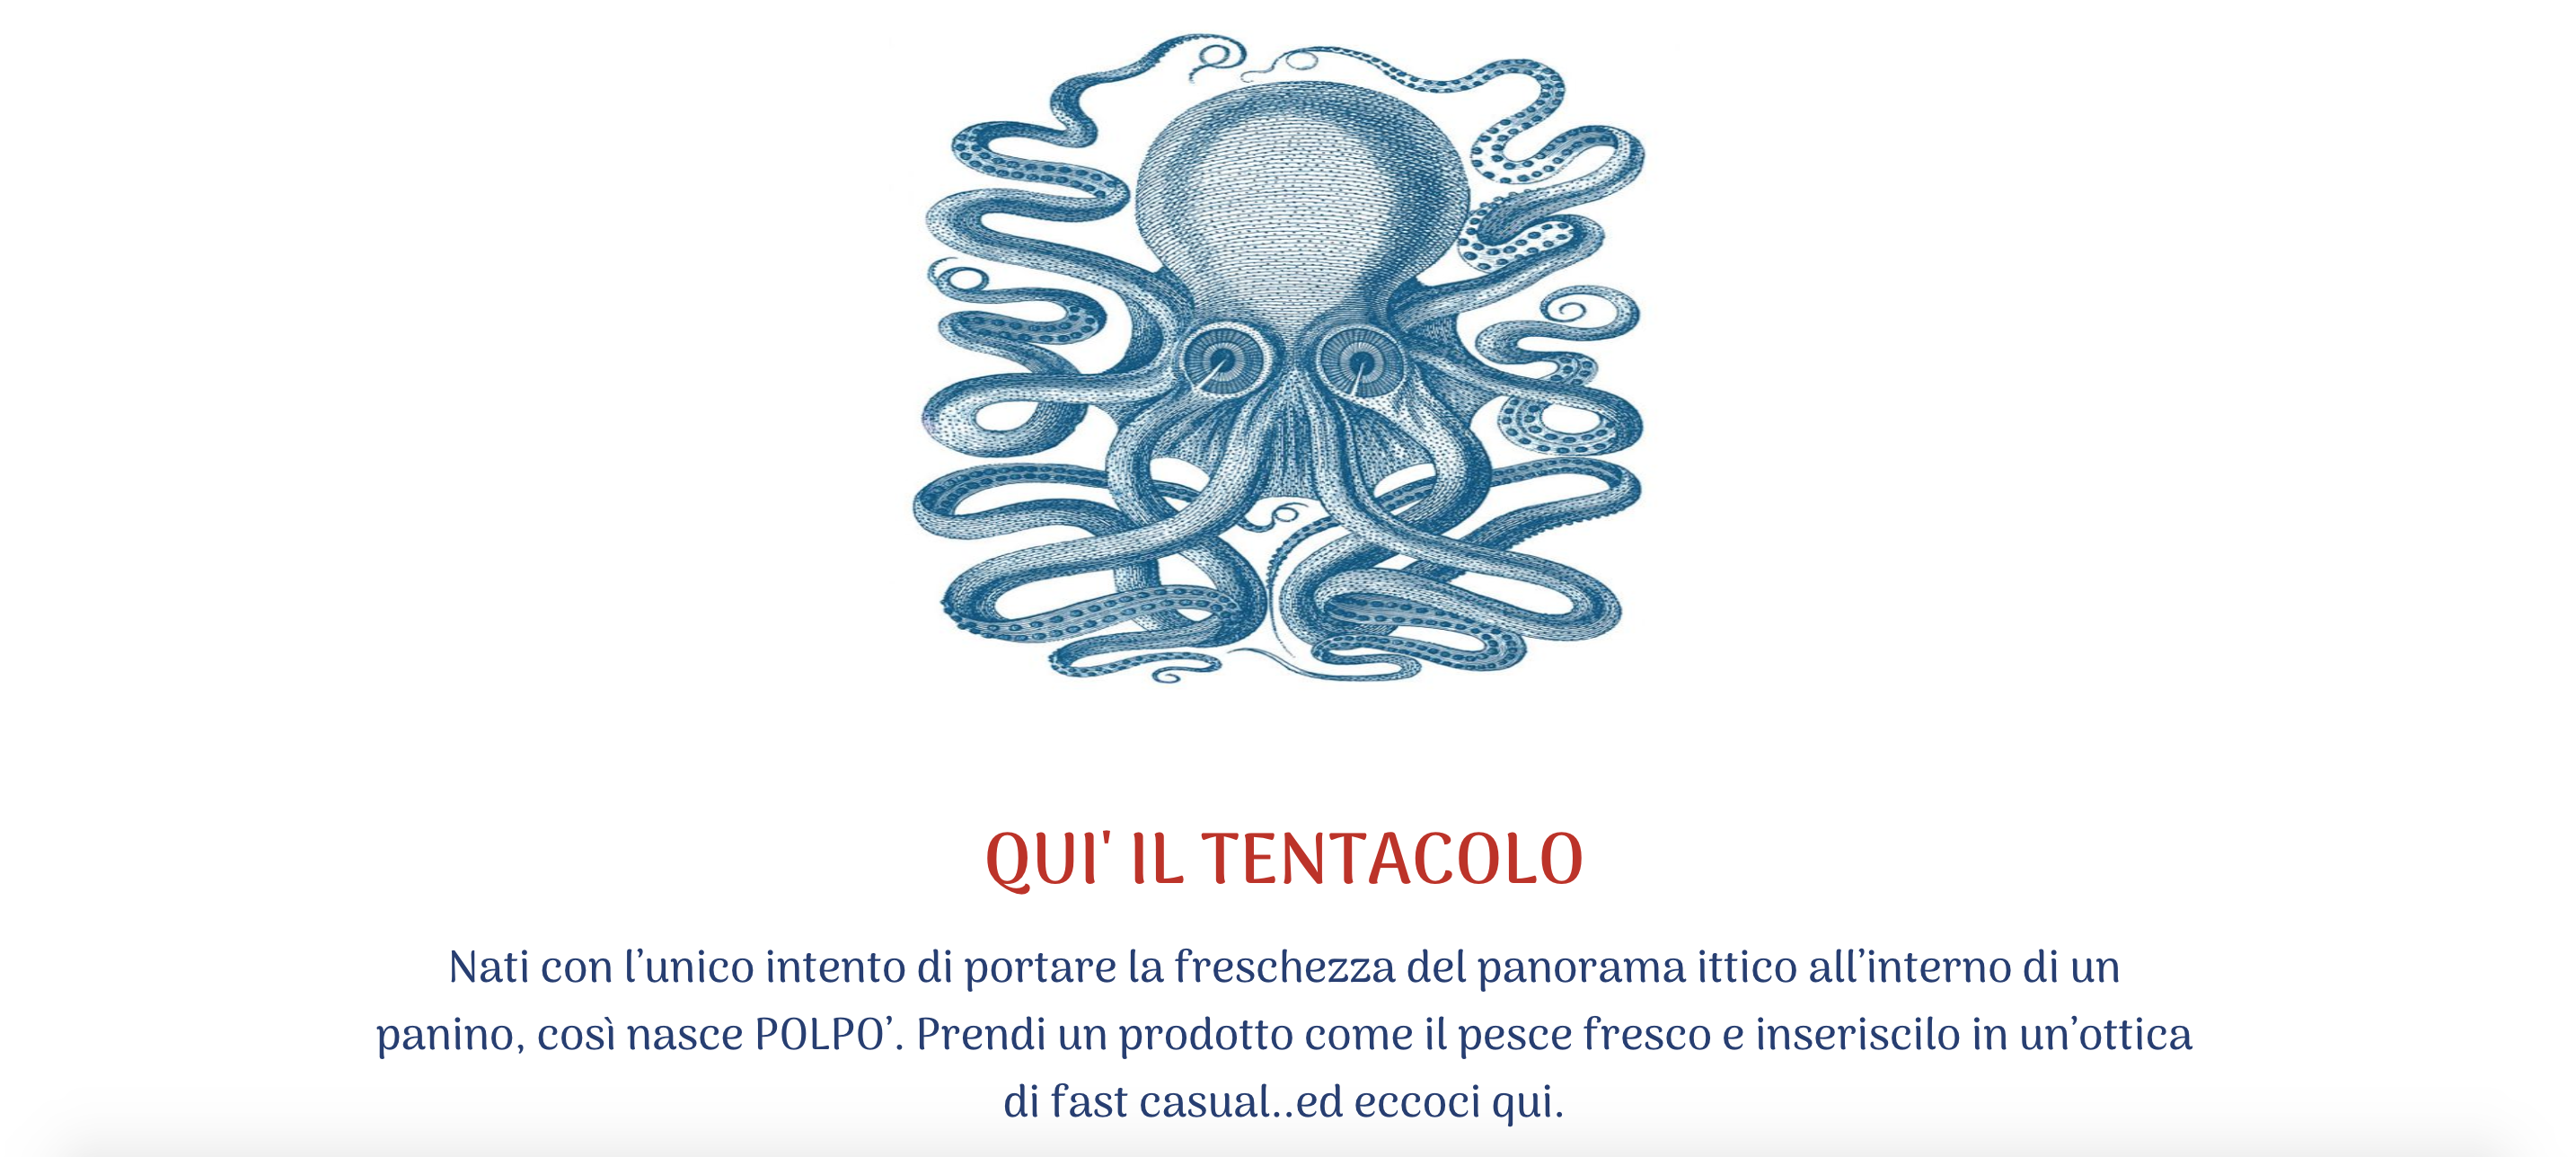 QUI' IL TENTACOLO
Nati con l’unico intento di portare la freschezza del panorama ittico all’interno di un
panino, così nasce POLPO’. Prendi un prodotto come il pesce fresco e inseriscilo in un’ottica
di fast casual..ed eccoci qui.